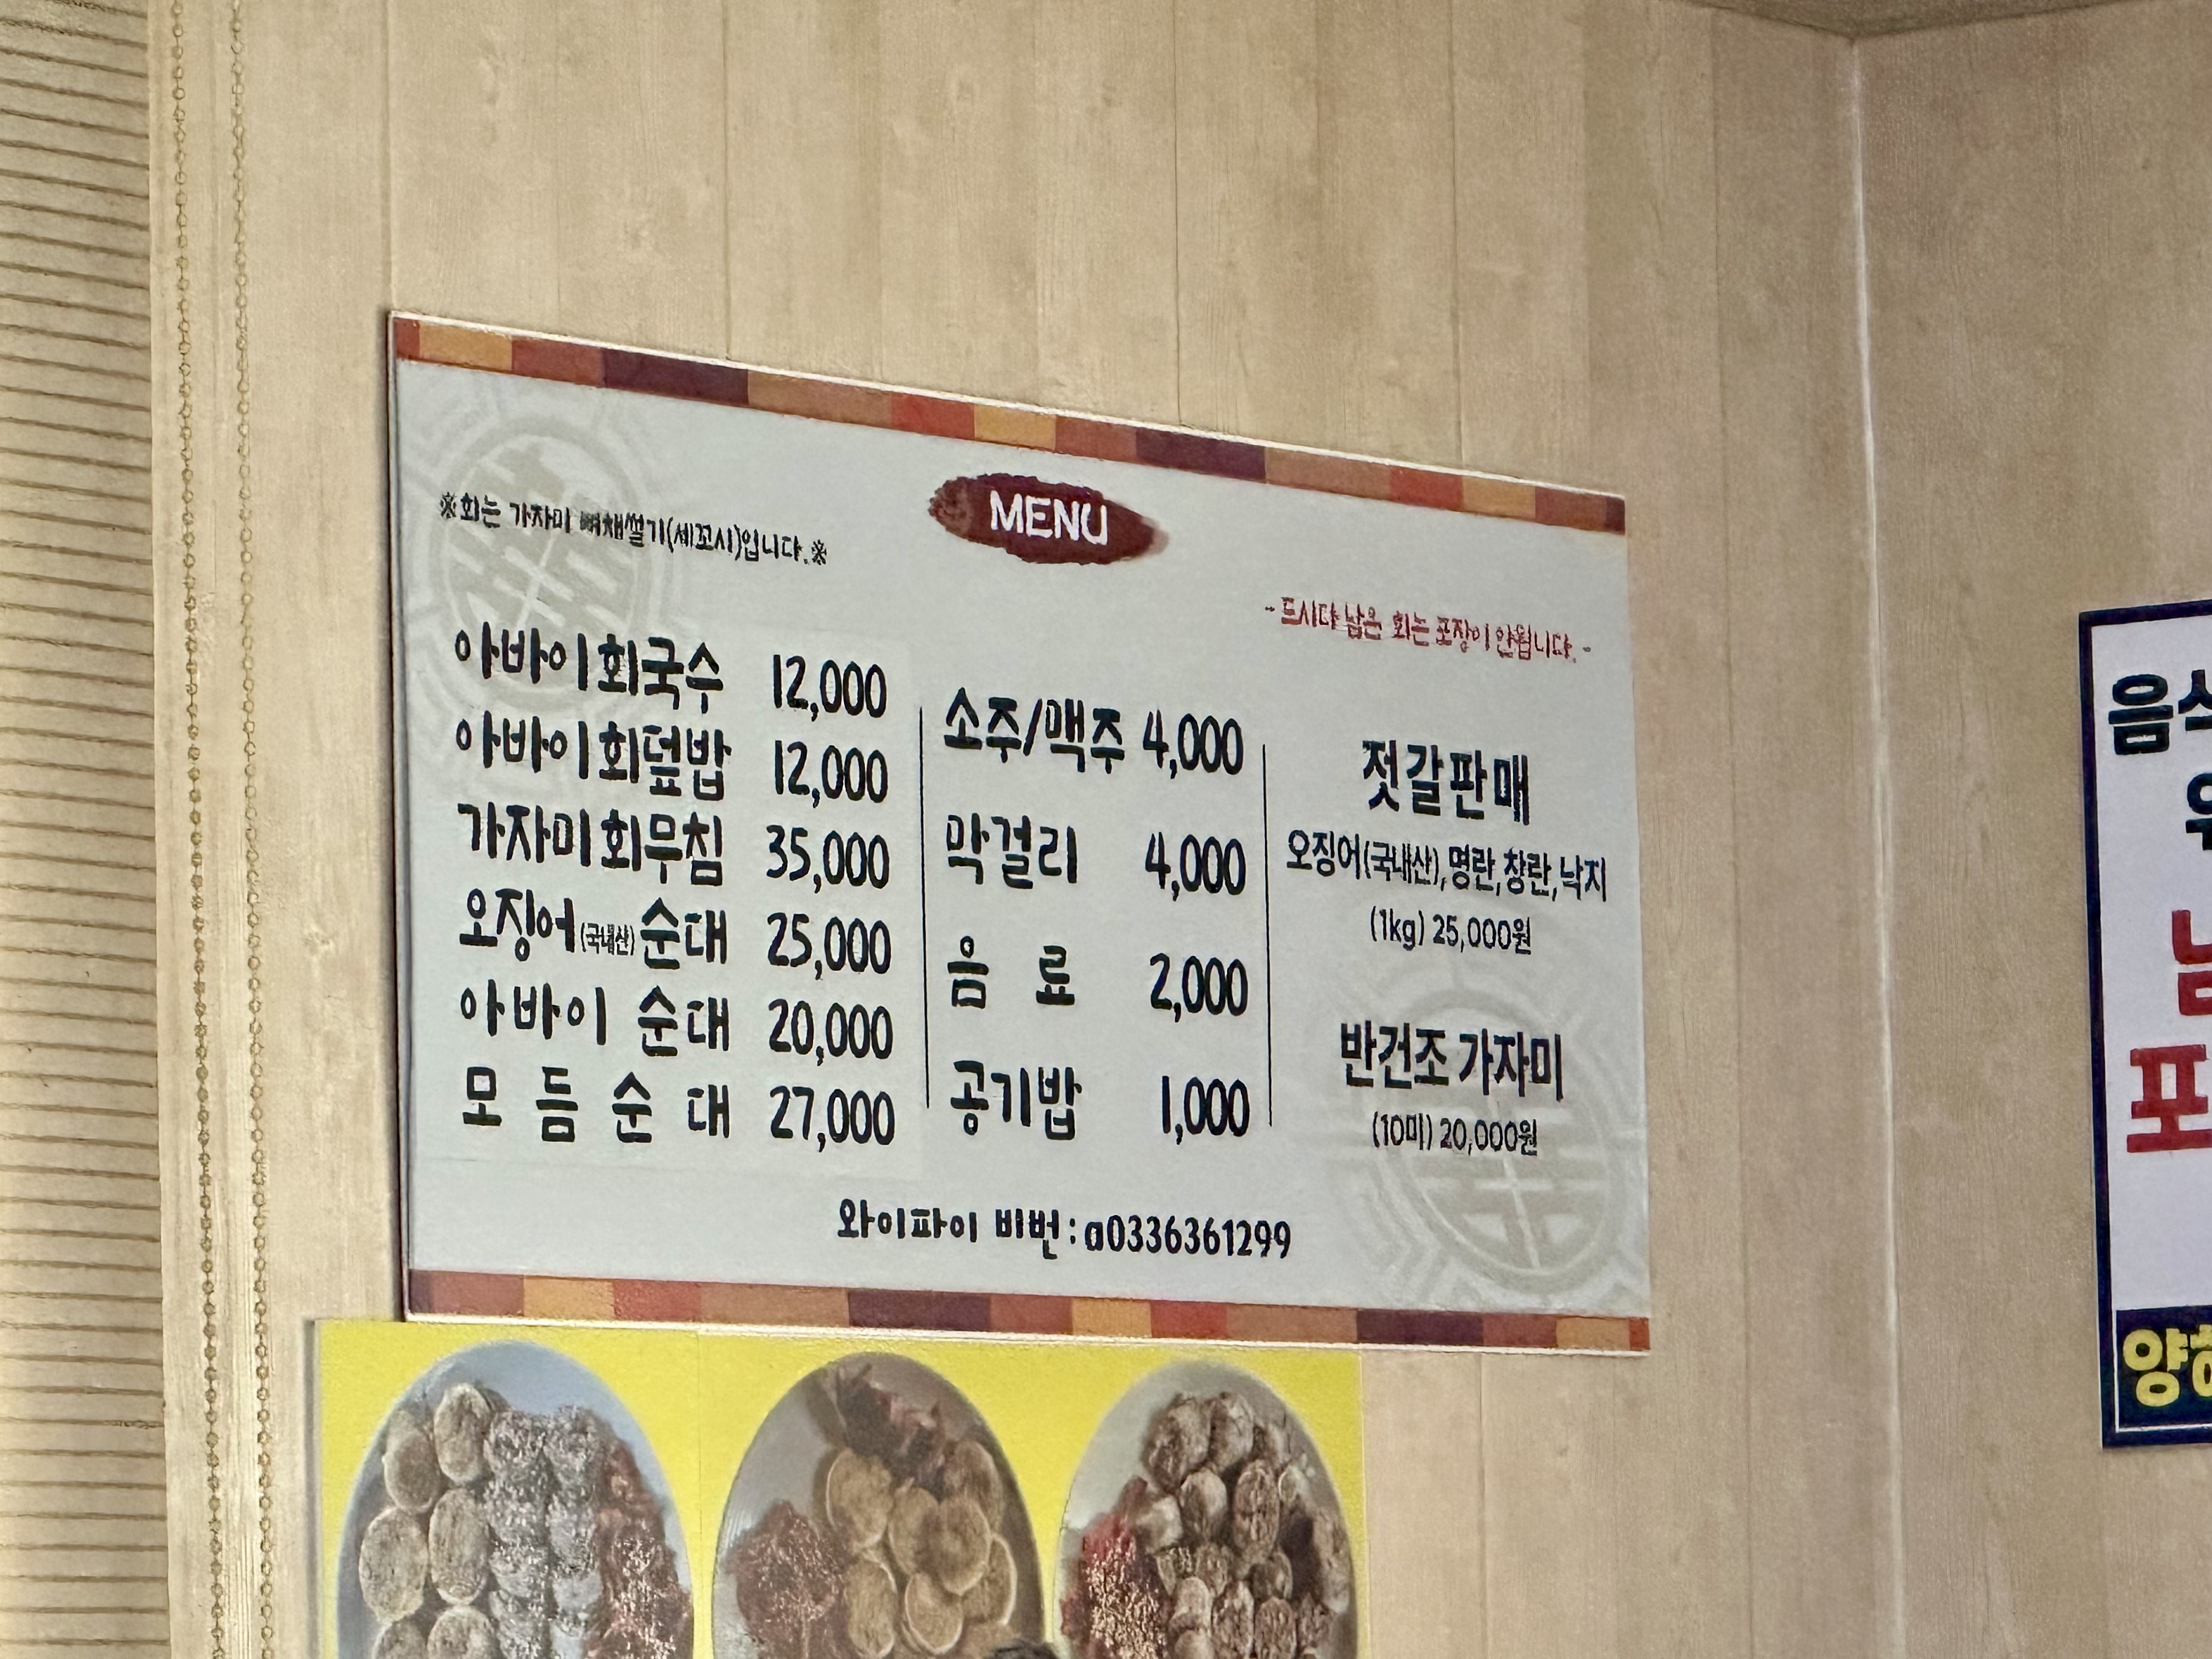 MENU
※회는 가자미 뼈채썰기(세꼬시)입니다.※
-드시다 남은 회는 포장이 안됩니다.-
아바이회국수 12,000
아바이회덮밥 12,000
가자미회무침 35,000
오징어(국내산)순대 25,000
아바이 순대 20,000
모듬순대 27,000
소주/맥주 4,000
막걸리 4,000
음료 2,000
공기밥 1,000
젓갈판매
오징어(국내산),명란,창란,낙지
(1kg) 25,000원
반건조 가자미
(10미) 20,000원
와이파이 비번:a0336361299
음
포
양